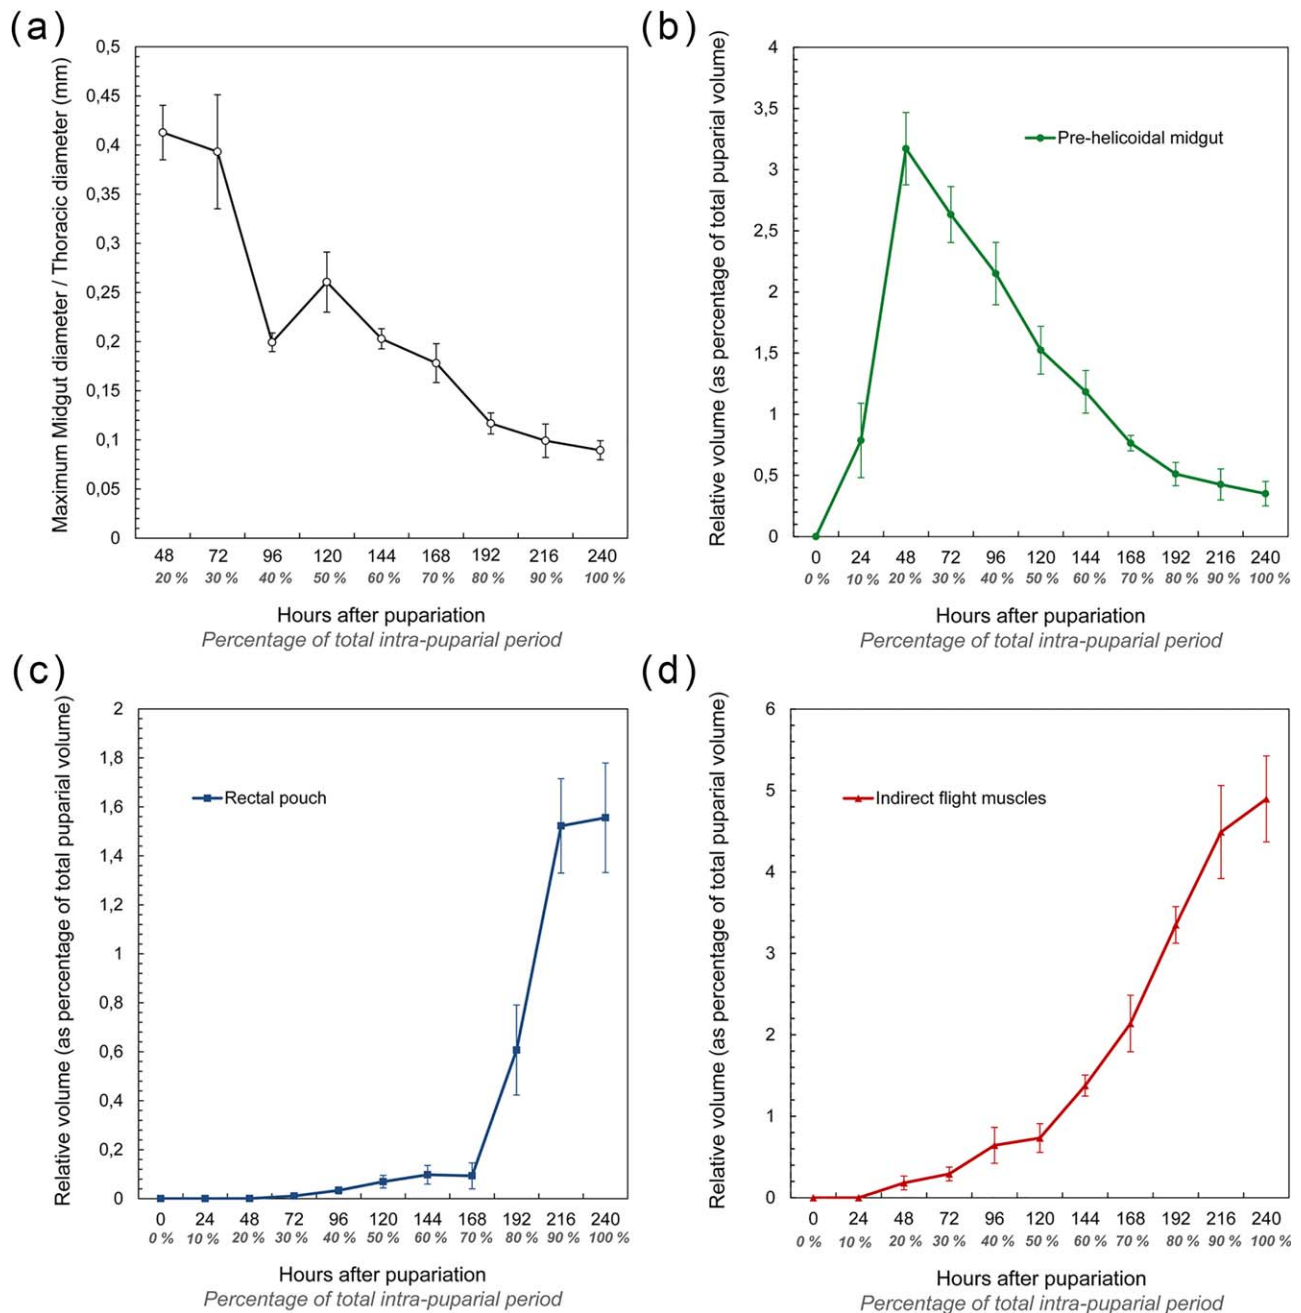 (a)
Maximum Midgut diameter / Thoracic diameter (mm)
0,5
0,45
0,4
0,35
0,3
0,25
0,2
0,15
0,1
0,05
0
48 72 96 120 144 168 192 216 240
20 % 30 % 40 % 50 % 60 % 70 % 80 % 90 % 100 %
Hours after pupariation
Percentage of total intra-puparial period
(b)
Relative volume (as percentage of total puparial volume)
4
3,5
3
2,5
2
1,5
1
0,5
0
Pre-helicoidal midgut
0 24 48 72 96 120 144 168 192 216 240
0 % 10 % 20 % 30 % 40 % 50 % 60 % 70 % 80 % 90 % 100 %
Hours after pupariation
Percentage of total intra-puparial period
(c)
Relative volume (as percentage of total puparial volume)
2
1,8
1,6
1,4
1,2
1
0,8
0,6
0,4
0,2
0
Rectal pouch
0 24 48 72 96 120 144 168 192 216 240
0 % 10 % 20 % 30 % 40 % 50 % 60 % 70 % 80 % 90 % 100 %
Hours after pupariation
Percentage of total intra-puparial period
(d)
Relative volume (as percentage of total puparial volume)
6
5
4
3
2
1
0
Indirect flight muscles
0 24 48 72 96 120 144 168 192 216 240
0 % 10 % 20 % 30 % 40 % 50 % 60 % 70 % 80 % 90 % 100 %
Hours after pupariation
Percentage of total intra-puparial period